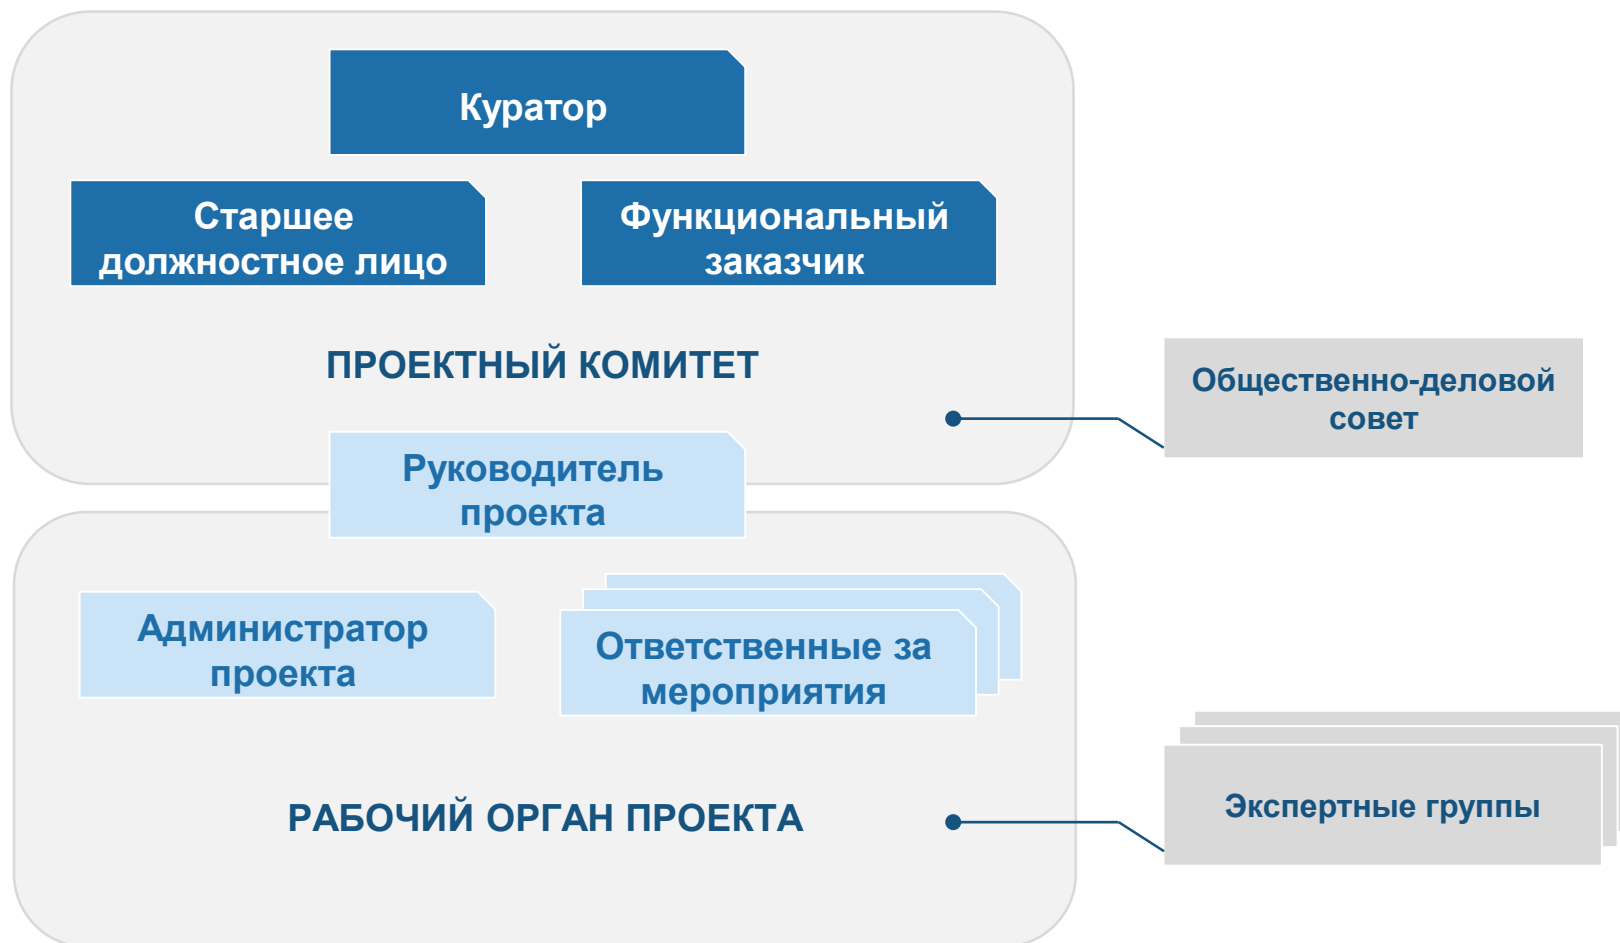 Куратор
Старшее
должностное лицо
Функциональный
заказчик
ПРОЕКТНЫЙ КОМИТЕТ
Общественно-деловой
совет
Руководитель
проекта
Администратор
проекта
Ответственные за
мероприятия
РАБОЧИЙ ОРГАН ПРОЕКТА
Экспертные группы